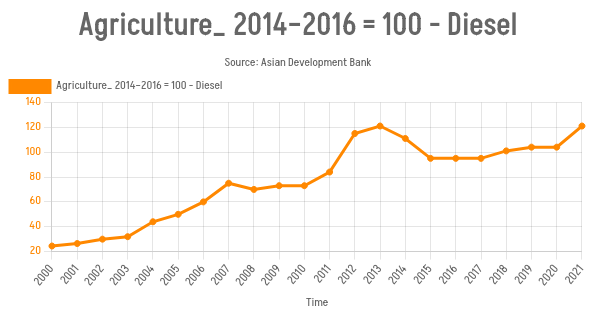 Agriculture_ 2014-2016 = 100 - Diesel
Source: Asian Development Bank
Agriculture_ 2014-2016 = 100 - Diesel
140
120
100
80
60
40
20
2000 2001 2002 2003 2004 2005 2006 2007 2008 2009 2010 2011 2012 2013 2014 2015 2016 2017 2018 2019 2020 2021
Time